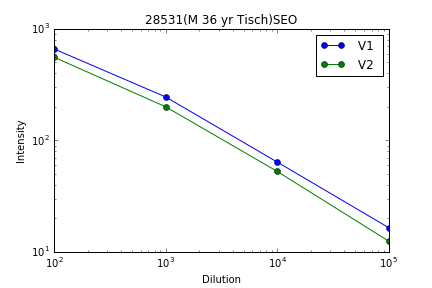 28531(M 36 yr Tisch)SEO
10³
V1
V2
10²
Intensity
10¹
10² 10³ 10⁴ 10⁵
Dilution